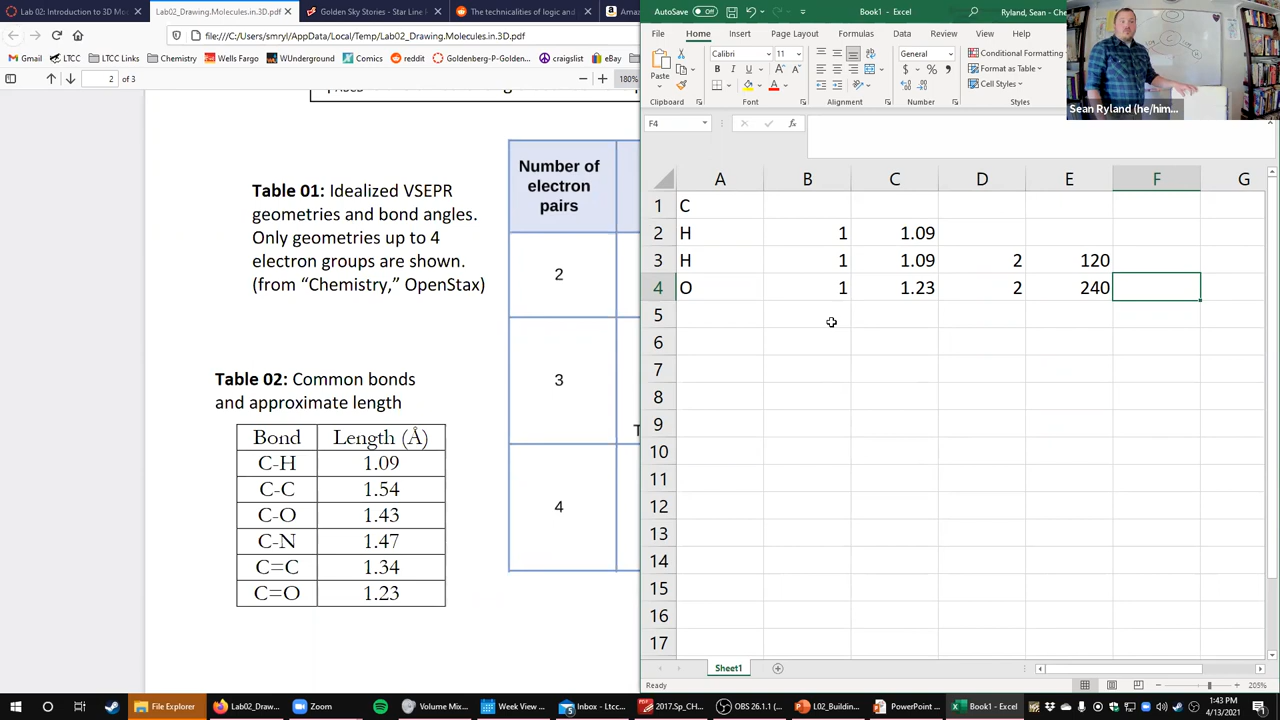 Lab 02: Introduction to 3D M
Lab02_Drawing.Molecules.in.3D.pdf
Golden Sky Stories - Star Line
The technicalities of logic and
Amaz
file:///C:/Users/smryl/AppData/Local/Temp/Lab02_Drawing.Molecules.in.3D.pdf
Gmail
LTCC
LTCC Links
Chemistry
Wells Fargo
WUnderground
Comics
reddit
Goldenberg-P-Golden...
craigslist
eBay
2 of 3
180%
Number of
electron
pairs
2
3
4
Table 01: Idealized VSEPR
geometries and bond angles.
Only geometries up to 4
electron groups are shown.
(from “Chemistry,” OpenStax)
Table 02: Common bonds
and approximate length
Bond Length (Å)
C-H 1.09
C-C 1.54
C-O 1.43
C-N 1.47
C=C 1.34
C=O 1.23
AutoSave Off
Book1 - Excel
Ryland, Sean - Che
File Home Insert Page Layout Formulas Data Review View Help
Paste
Calibri 11
B I U
General
Conditional Formatting
Format as Table
Cell Styles
Clipboard Font Alignment Number Styles
Sean Ryland (he/him...
F4
A B C D E F G
1 C
2 H 1 1.09
3 H 1 1.09 2 120
4 O 1 1.23 2 240
5
6
7
8
9
10
11
12
13
14
15
16
17
Sheet1
Ready
205%
File Explorer
Lab02_Draw...
Zoom
Volume Mix...
Week View ...
Inbox - Ltcc...
2017.Sp_CH...
OBS 26.1.1 (...
L02_Building...
PowerPoint ...
Book1 - Excel
1:43 PM
4/13/2021